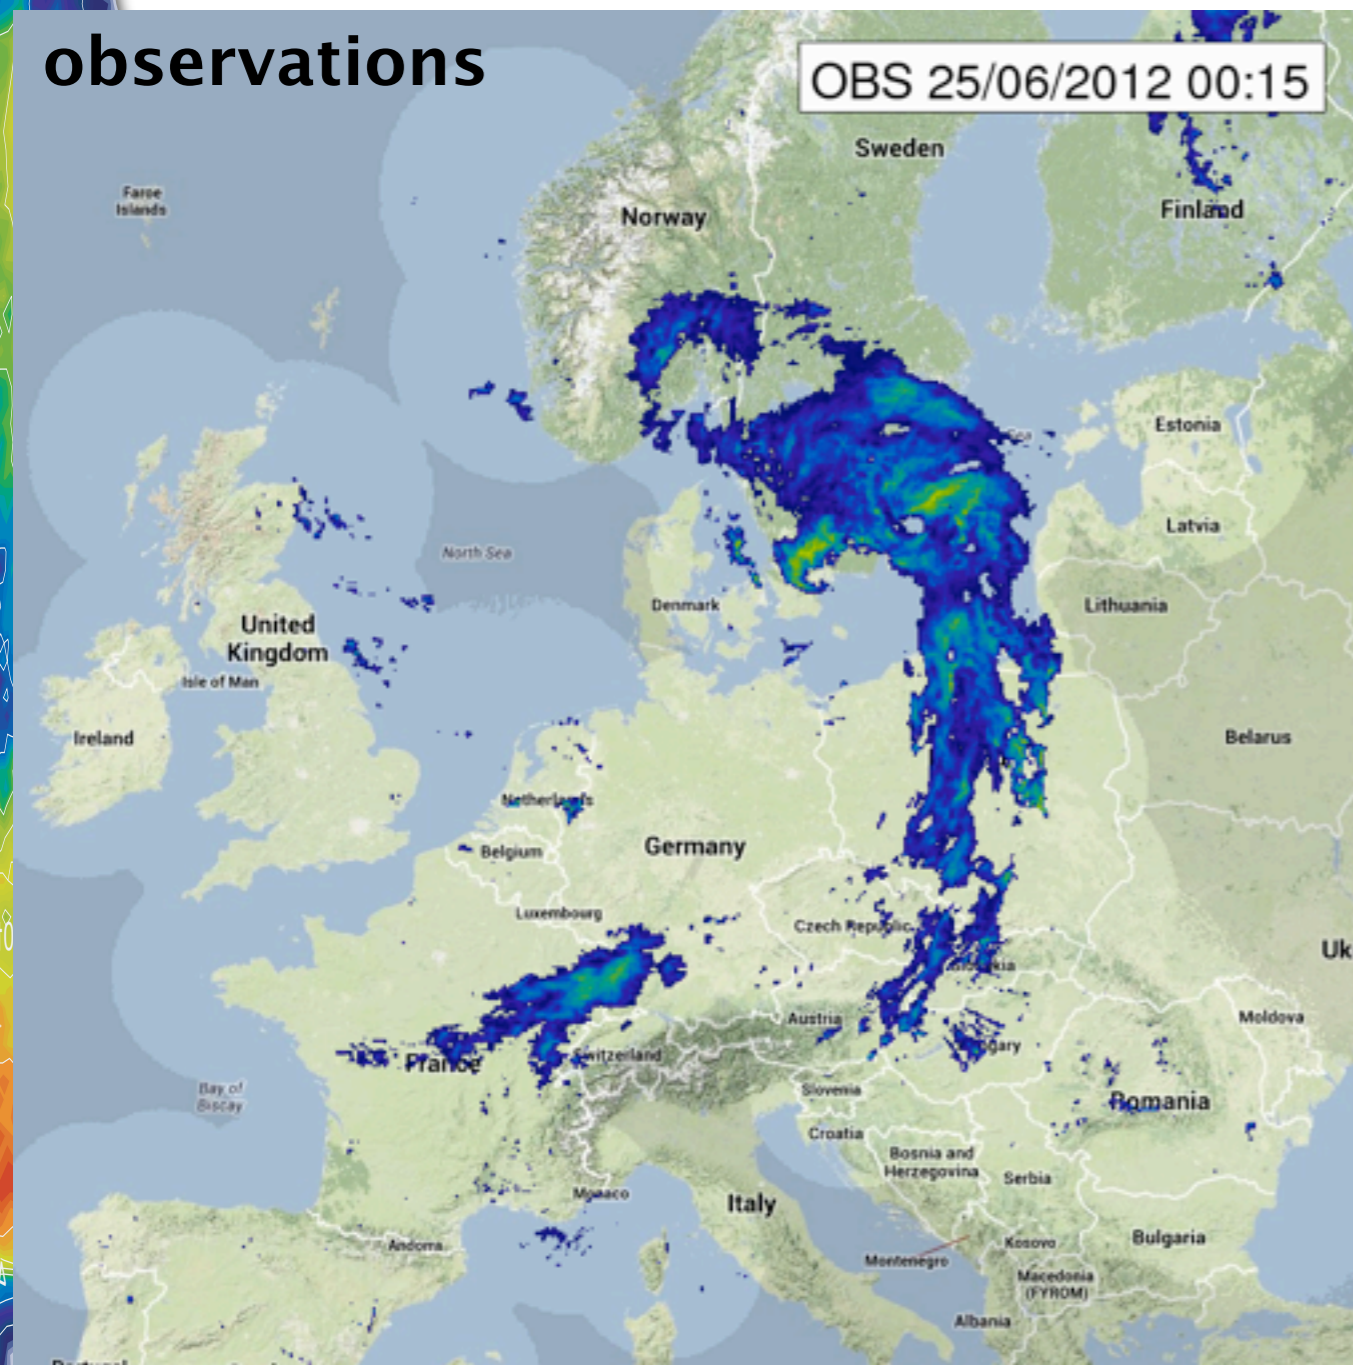 observations
OBS 25/06/2012 00:15
Sweden
Faroe
Islands
Norway
Finland
Sea
Estonia
Latvia
North Sea
Denmark
Lithuania
United
Kingdom
Isle of Man
Ireland
Belarus
Netherlands
Belgium
Germany
Luxembourg
Czech Republic
Uk
Austria
Moldova
France
Switzerland
Bay of
Biscay
Slovenia
Romania
Croatia
Bosnia and
Herzegovina
Serbia
Monaco
Italy
Andorra
Kosovo
Bulgaria
Montenegro
Macedonia
(FYROM)
Albania